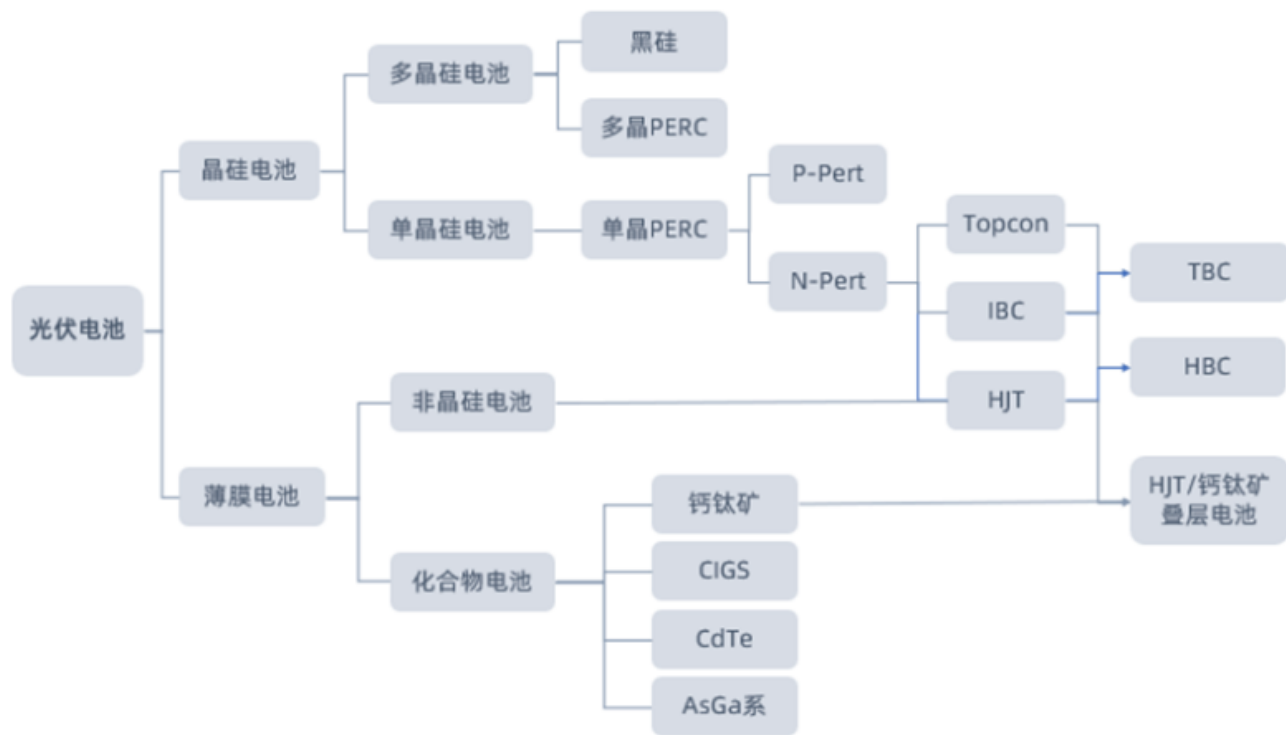 光伏电池
晶硅电池
薄膜电池
多晶硅电池
单晶硅电池
非晶硅电池
化合物电池
黑硅
多晶PERC
单晶PERC
钙钛矿
CIGS
CdTe
AsGa系
P-Pert
N-Pert
Topcon
IBC
HJT
TBC
HBC
HJT/钙钛矿
叠层电池